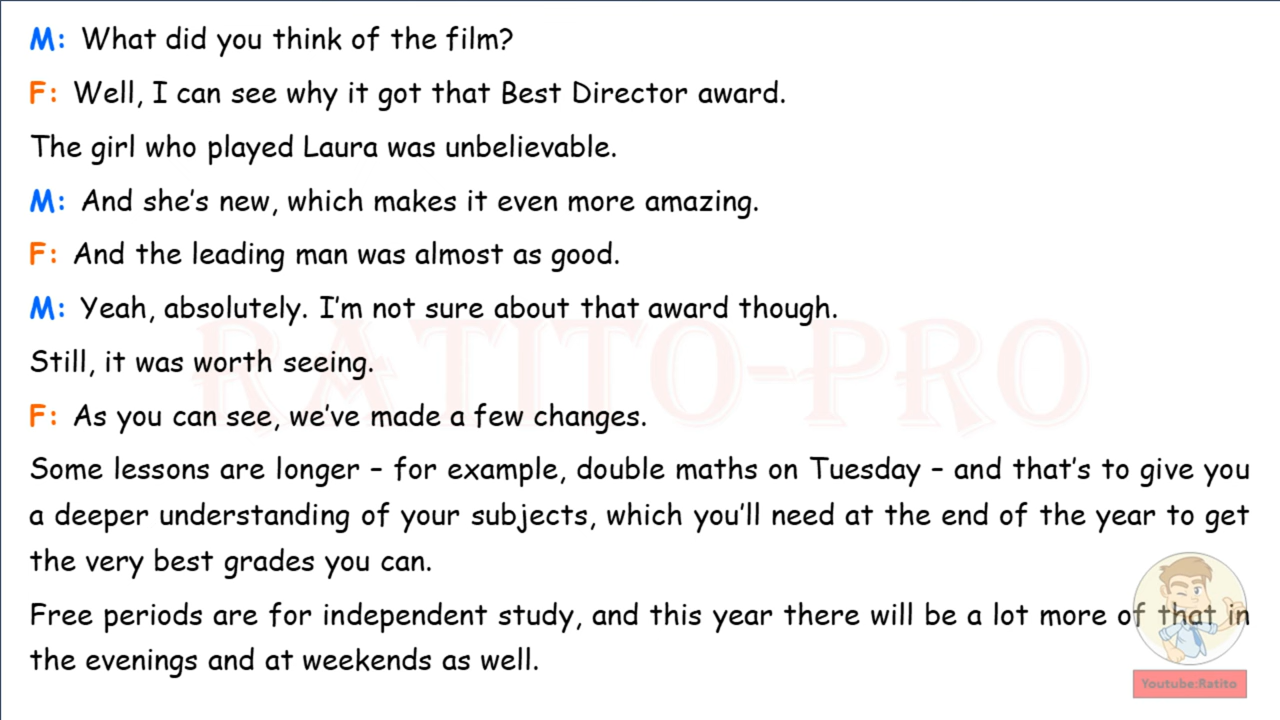 M: What did you think of the film?
F: Well, I can see why it got that Best Director award.
The girl who played Laura was unbelievable.
M: And she's new, which makes it even more amazing.
F: And the leading man was almost as good.
M: Yeah, absolutely. I'm not sure about that award though.
Still, it was worth seeing.
RATITO-PRO
F: As you can see, we've made a few changes.
Some lessons are longer – for example, double maths on Tuesday – and that's to give you
a deeper understanding of your subjects, which you'll need at the end of the year to get
the very best grades you can.
Free periods are for independent study, and this year there will be a lot more of that in
the evenings and at weekends as well.
Youtube:Ratito